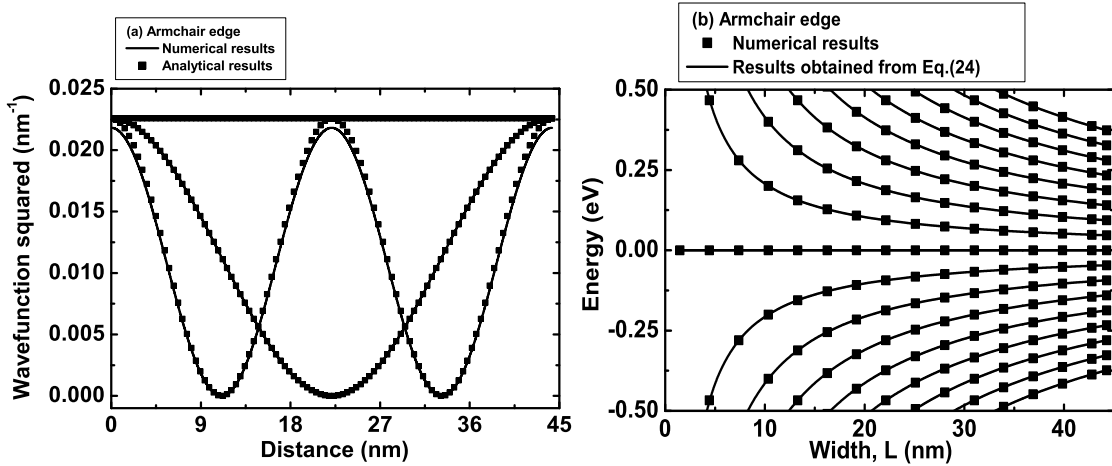 (a) Armchair edge
Numerical results
Analytical results
Wavefunction squared (nm⁻¹)
0.025
0.020
0.015
0.010
0.005
0.000
0 9 18 27 36 45
Distance (nm)
(b) Armchair edge
Numerical results
Results obtained from Eq.(24)
Energy (eV)
0.50
0.25
0.00
-0.25
-0.50
0 10 20 30 40
Width, L (nm)